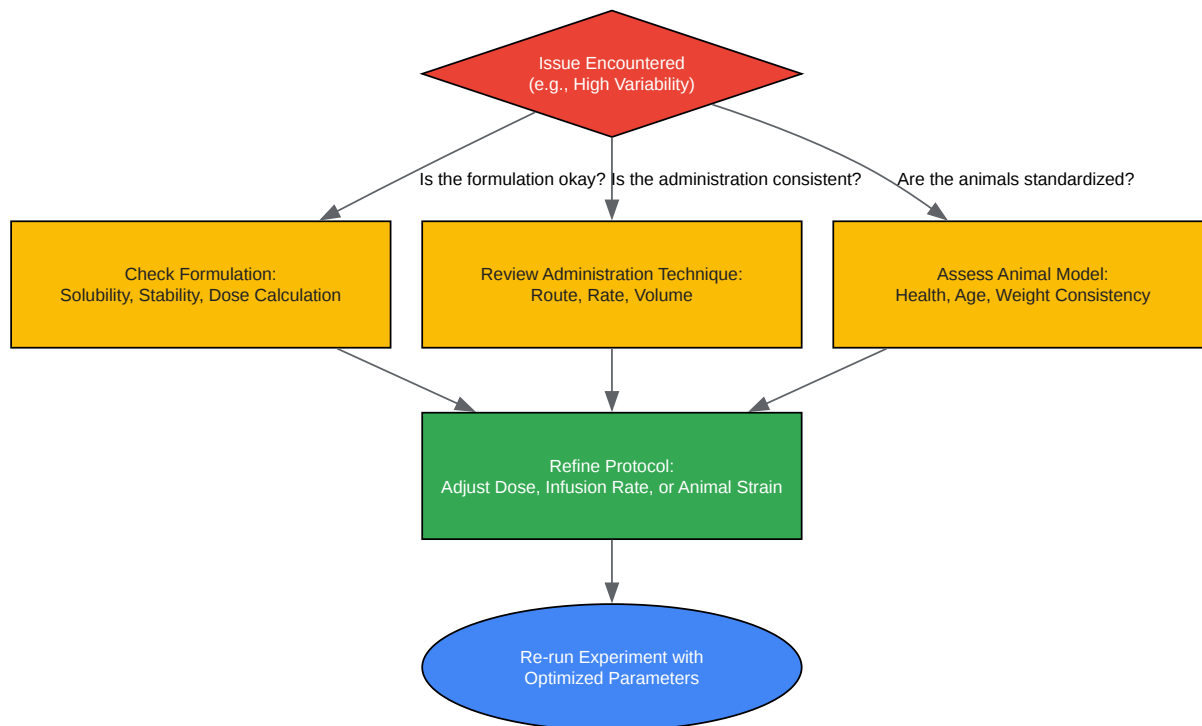 Issue Encountered
(e.g., High Variability)
Is the formulation okay?
Is the administration consistent?
Are the animals standardized?
Check Formulation:
Solubility, Stability, Dose Calculation
Review Administration Technique:
Route, Rate, Volume
Assess Animal Model:
Health, Age, Weight Consistency
Refine Protocol:
Adjust Dose, Infusion Rate, or Animal Strain
Re-run Experiment with
Optimized Parameters